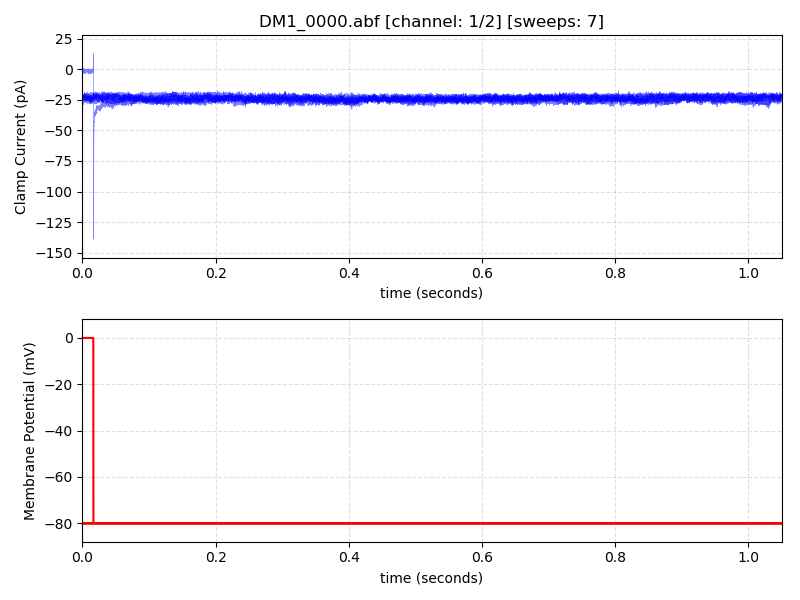 DM1_0000.abf [channel: 1/2] [sweeps: 7]
25
0
−25
−50
−75
−100
−125
−150
Clamp Current (pA)
0.0 0.2 0.4 0.6 0.8 1.0
time (seconds)
0
−20
−40
−60
−80
Membrane Potential (mV)
0.0 0.2 0.4 0.6 0.8 1.0
time (seconds)